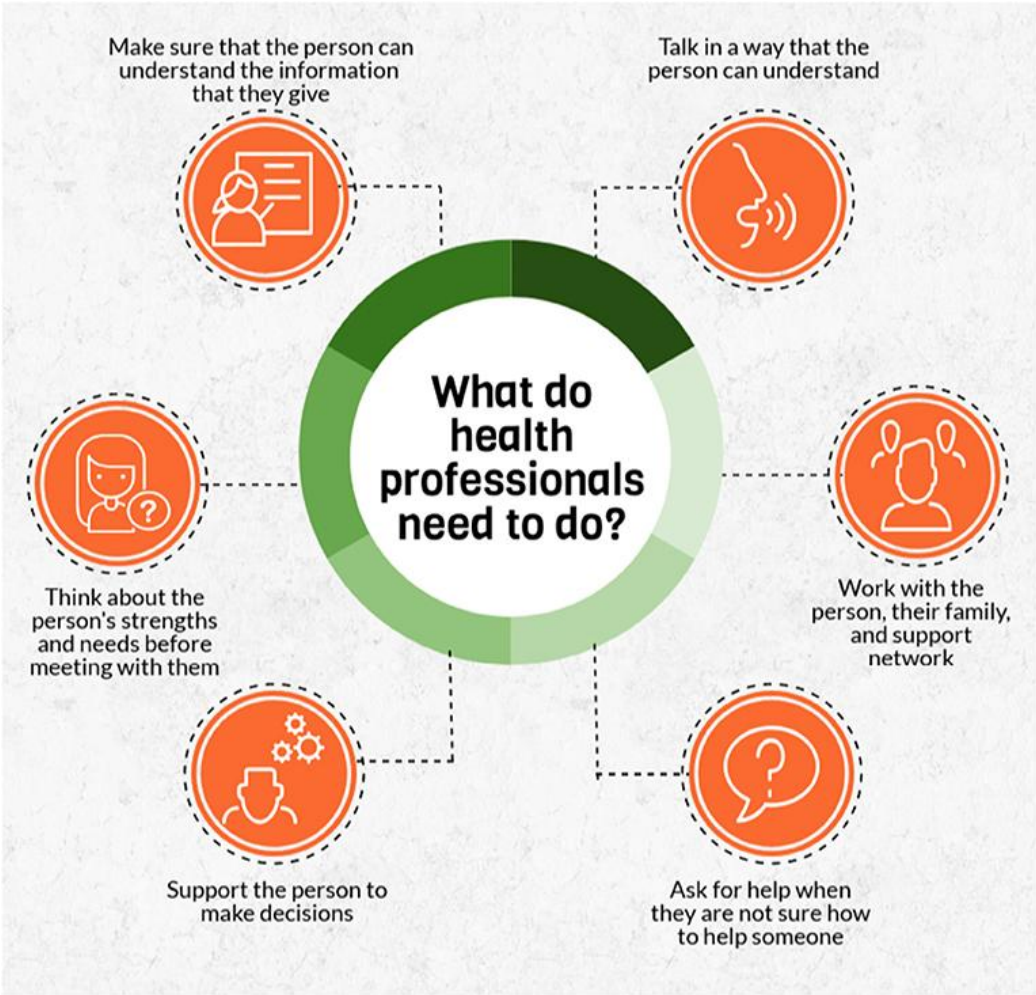 Make sure that the person can
understand the information
that they give
Talk in a way that the
person can understand
What do
health
professionals
need to do?
?
Think about the
person's strengths
and needs before
meeting with them
Work with the
person, their family,
and support
network
Support the person to
make decisions
?
Ask for help when
they are not sure how
to help someone